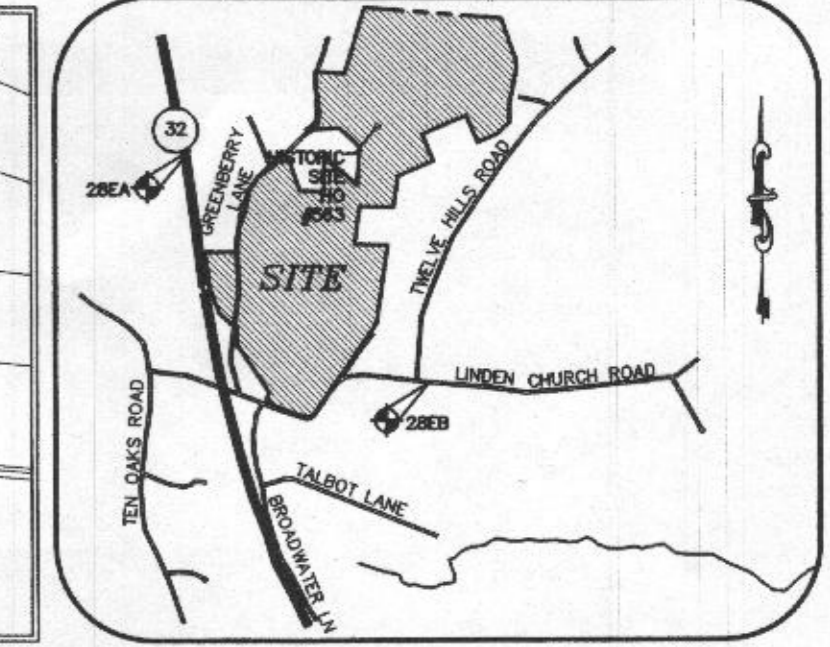 32
28EA
GREENBERRY
LANE
HISTORIC
SITE
HO
#563
SITE
TWELVE HILLS ROAD
LINDEN CHURCH ROAD
28EB
TEN OAKS ROAD
TALBOT LANE
BROADWATER LN